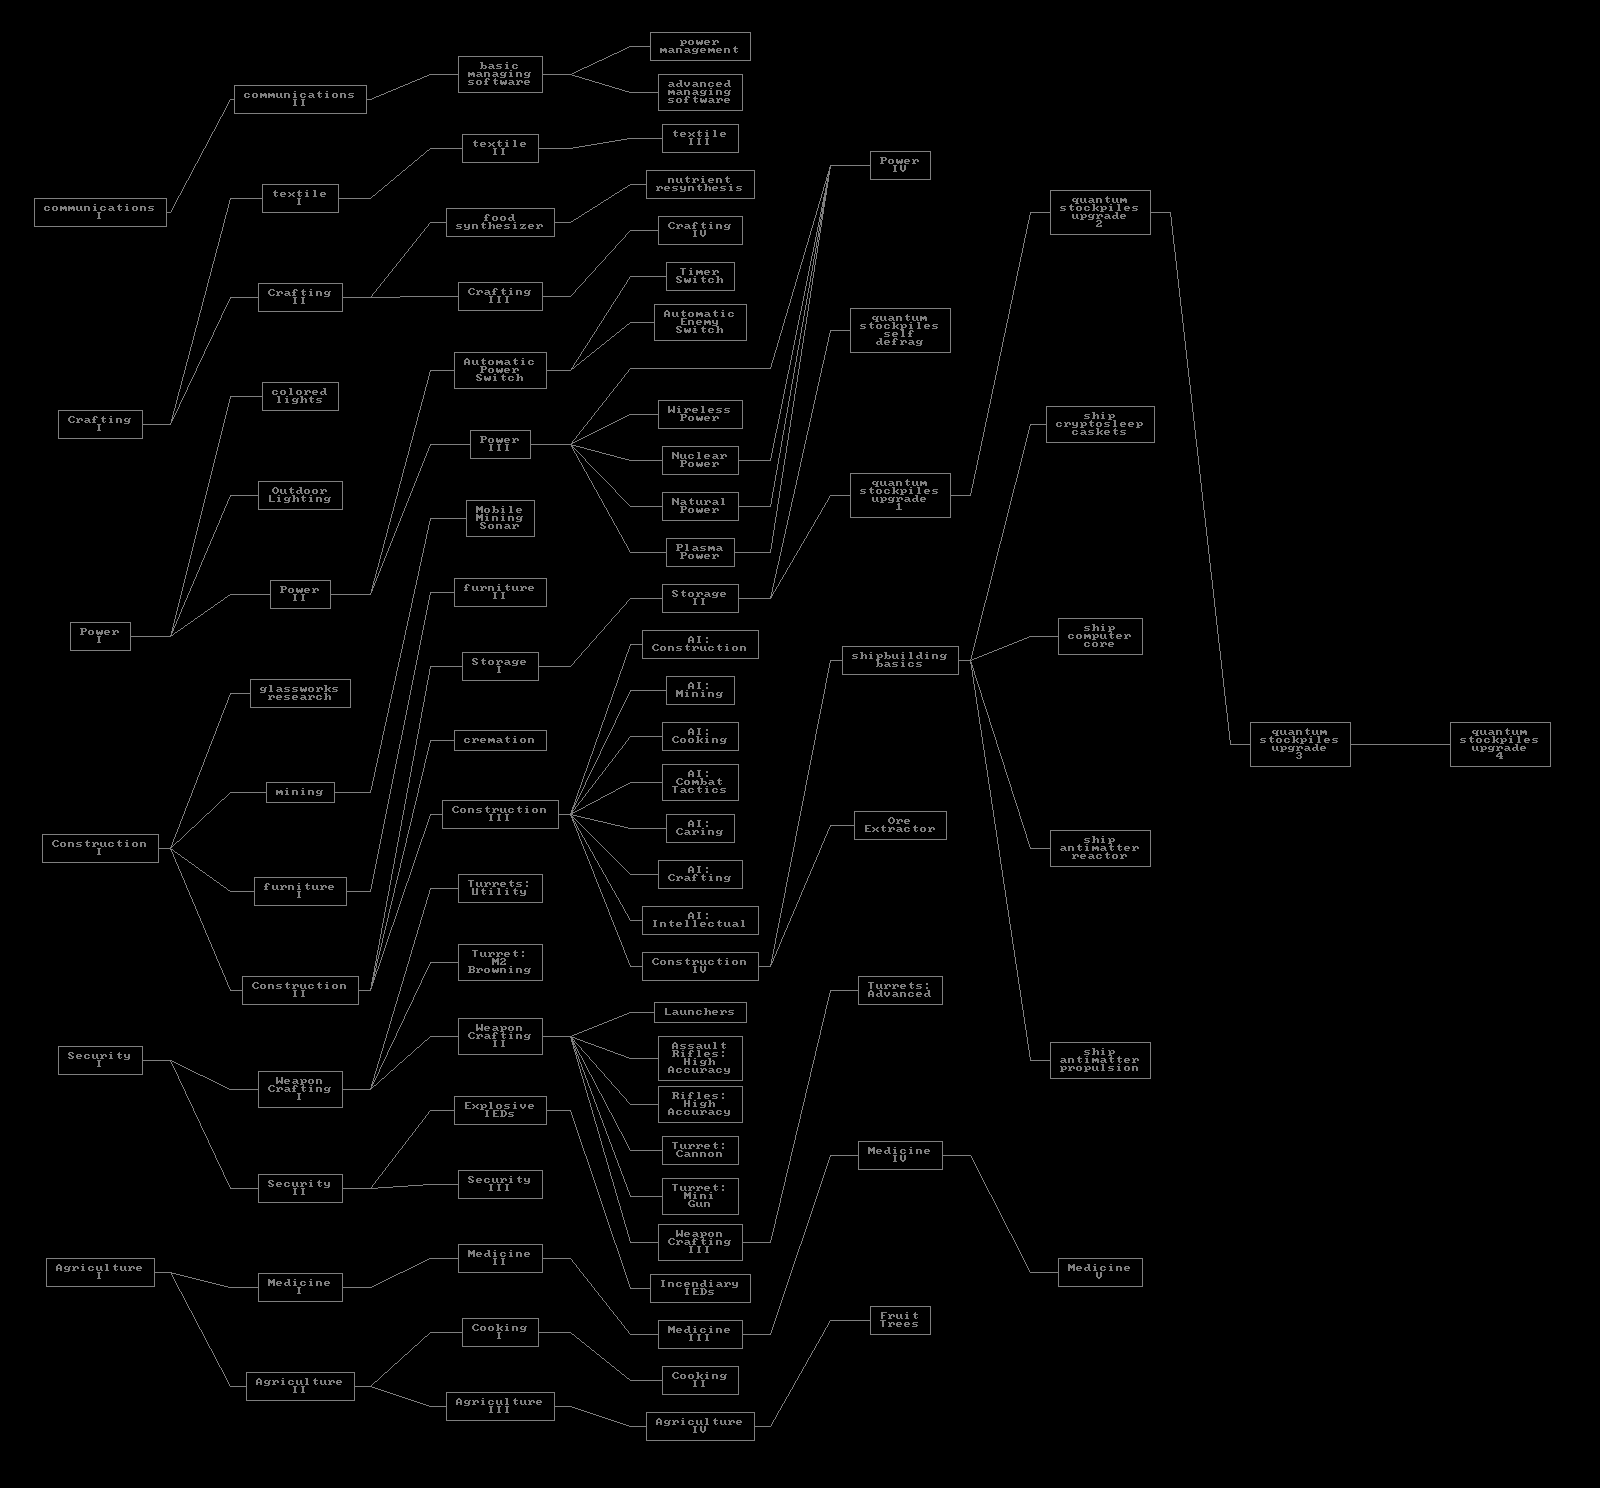 communications
I
Crafting
I
Power
I
Construction
I
Security
I
Agriculture
I
communications
II
textile
I
Crafting
II
colored
lights
Outdoor
Lighting
Power
II
glassworks
research
mining
furniture
I
Construction
II
Weapon
Crafting
I
Security
II
Medicine
I
Agriculture
II
basic
managing
software
textile
II
food
synthesizer
Crafting
III
Automatic
Power
Switch
Power
III
Mobile
Mining
Sonar
furniture
II
Storage
I
cremation
Construction
III
Turrets:
Utility
Turret:
M2
Browning
Weapon
Crafting
II
Explosive
IEDs
Security
III
Medicine
II
Cooking
I
Agriculture
III
power
management
advanced
managing
software
textile
III
nutrient
resynthesis
Crafting
IV
Timer
Switch
Automatic
Enemy
Switch
Wireless
Power
Nuclear
Power
Natural
Power
Plasma
Power
Storage
II
AI:
Construction
AI:
Mining
AI:
Cooking
AI:
Combat
Tactics
AI:
Caring
AI:
Crafting
AI:
Intellectual
Construction
IV
Launchers
Assault
Rifles:
High
Accuracy
Rifles:
High
Accuracy
Turret:
Cannon
Turret:
Mini
Gun
Weapon
Crafting
III
Incendiary
IEDs
Medicine
III
Cooking
II
Agriculture
IV
Power
IV
quantum
stockpiles
self
defrag
quantum
stockpiles
upgrade
1
shipbuilding
basics
Ore
Extractor
Turrets:
Advanced
Medicine
IV
Fruit
Trees
quantum
stockpiles
upgrade
2
ship
cryptosleep
caskets
ship
computer
core
ship
antimatter
reactor
ship
antimatter
propulsion
Medicine
V
quantum
stockpiles
upgrade
3
quantum
stockpiles
upgrade
4